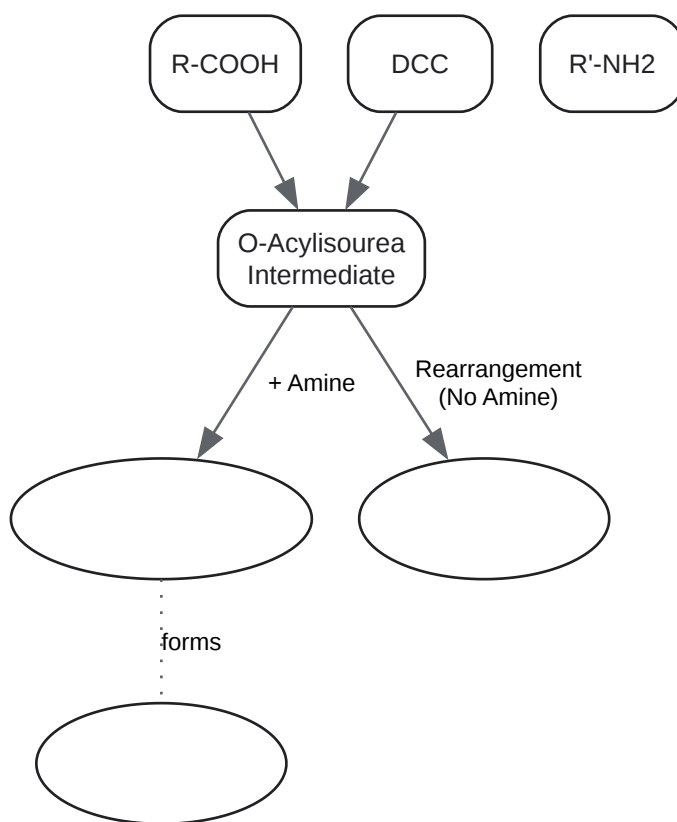 R-COOH
DCC
R'-NH2
O-Acylisourea
Intermediate
+ Amine
Rearrangement
(No Amine)
forms